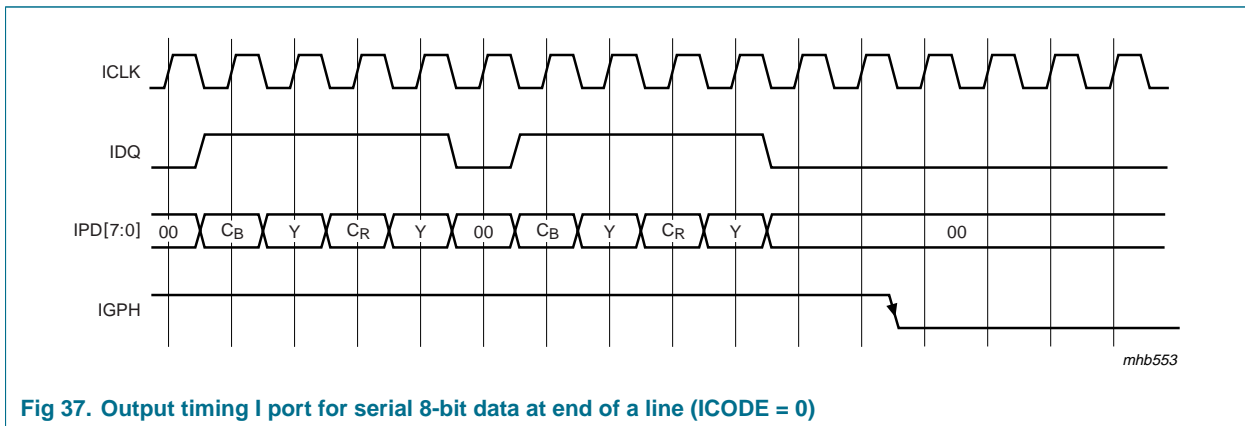 ICLK
IDQ
IPD[7:0] 00 CB Y CR Y 00 CB Y CR Y 00
IGPH
mhb553
Fig 37. Output timing I port for serial 8-bit data at end of a line (ICODE = 0)